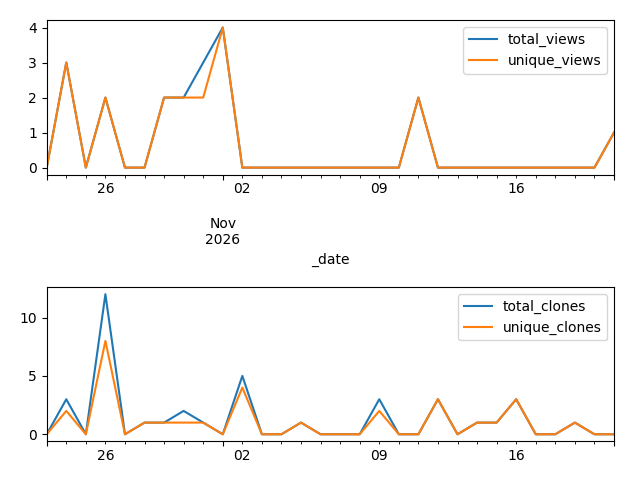 4
3
2
1
0
total_views
unique_views
26
02
09
16
Nov
2026
_date
10
5
0
total_clones
unique_clones
26
02
09
16